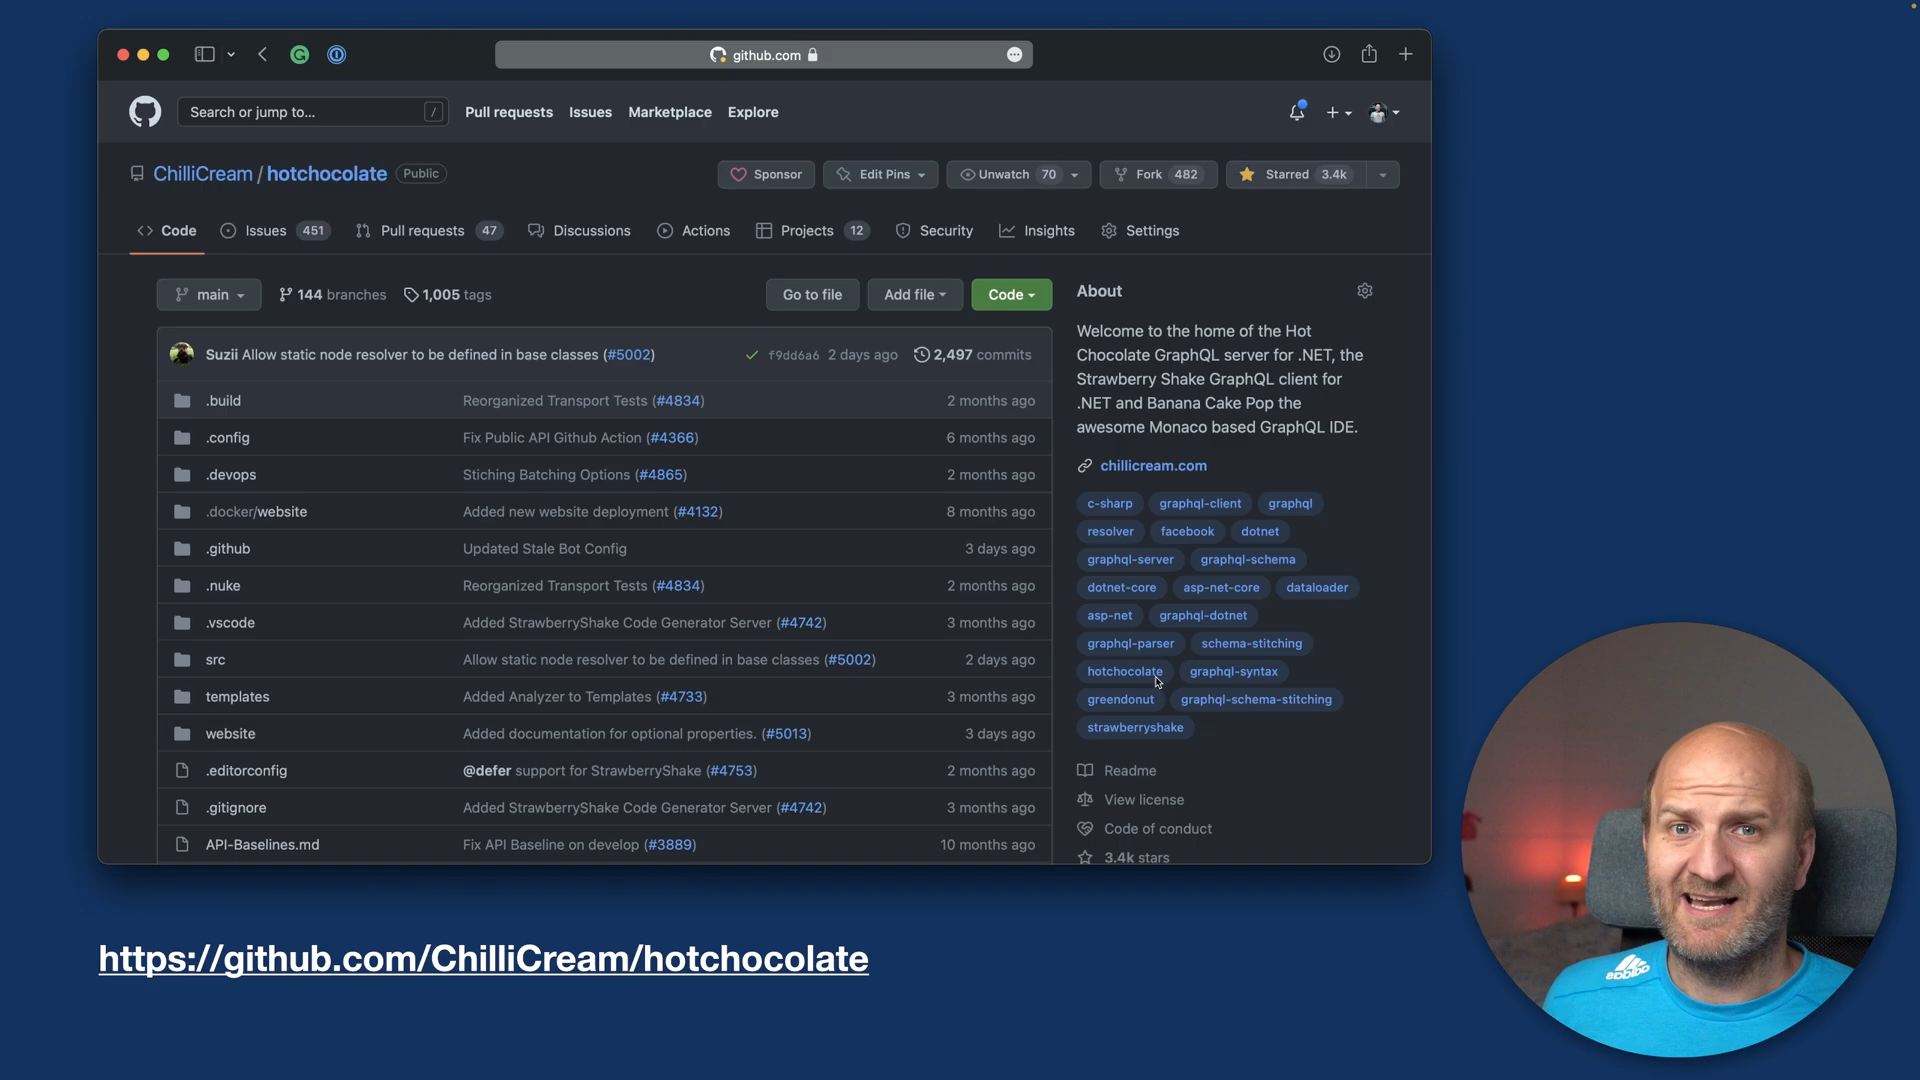 github.com
Search or jump to... /
Pull requests
Issues
Marketplace
Explore
ChilliCream / hotchocolate
Public
Sponsor
Edit Pins
Unwatch 70
Fork 482
Starred 3.4k
Code
Issues 451
Pull requests 47
Discussions
Actions
Projects 12
Security
Insights
Settings
main
144 branches
1,005 tags
Go to file
Add file
Code
Suzii Allow static node resolver to be defined in base classes (#5002)
f9dd6a6 2 days ago
2,497 commits
.build Reorganized Transport Tests (#4834) 2 months ago
.config Fix Public API Github Action (#4366) 6 months ago
.devops Stiching Batching Options (#4865) 2 months ago
.docker/website Added new website deployment (#4132) 8 months ago
.github Updated Stale Bot Config 3 days ago
.nuke Reorganized Transport Tests (#4834) 2 months ago
.vscode Added StrawberryShake Code Generator Server (#4742) 3 months ago
src Allow static node resolver to be defined in base classes (#5002) 2 days ago
templates Added Analyzer to Templates (#4733) 3 months ago
website Added documentation for optional properties. (#5013) 3 days ago
.editorconfig @defer support for StrawberryShake (#4753) 2 months ago
.gitignore Added StrawberryShake Code Generator Server (#4742) 3 months ago
API-Baselines.md Fix API Baseline on develop (#3889) 10 months ago
About
Welcome to the home of the Hot
Chocolate GraphQL server for .NET, the
Strawberry Shake GraphQL client for
.NET and Banana Cake Pop the
awesome Monaco based GraphQL IDE.
chillicream.com
c-sharp graphql-client graphql
resolver facebook dotnet
graphql-server graphql-schema
dotnet-core asp-net-core dataloader
asp-net graphql-dotnet
graphql-parser schema-stitching
hotchocolate graphql-syntax
greendonut graphql-schema-stitching
strawberryshake
Readme
View license
Code of conduct
3.4k stars
https://github.com/ChilliCream/hotchocolate
adidas